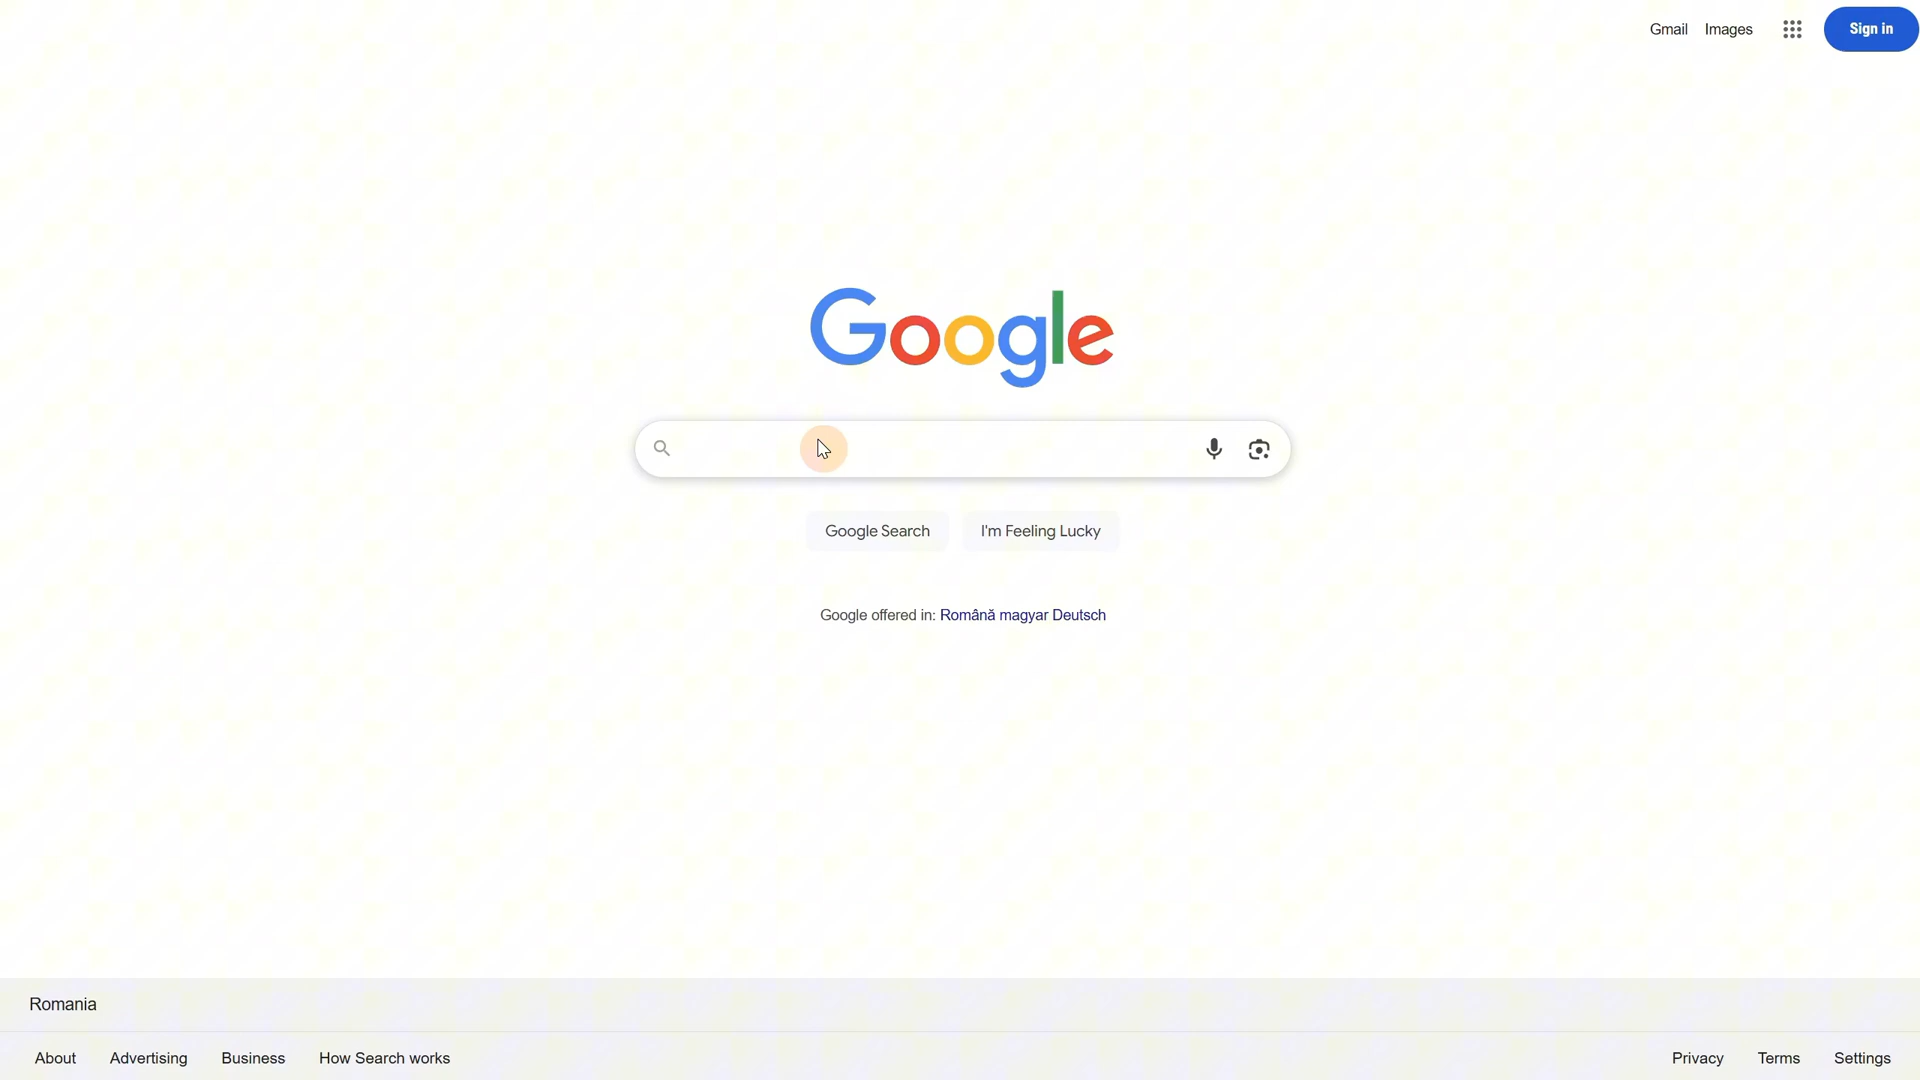 Gmail Images Sign in
Google
Google Search I'm Feeling Lucky
Google offered in: Română magyar Deutsch
Romania
About Advertising Business How Search works Privacy Terms Settings